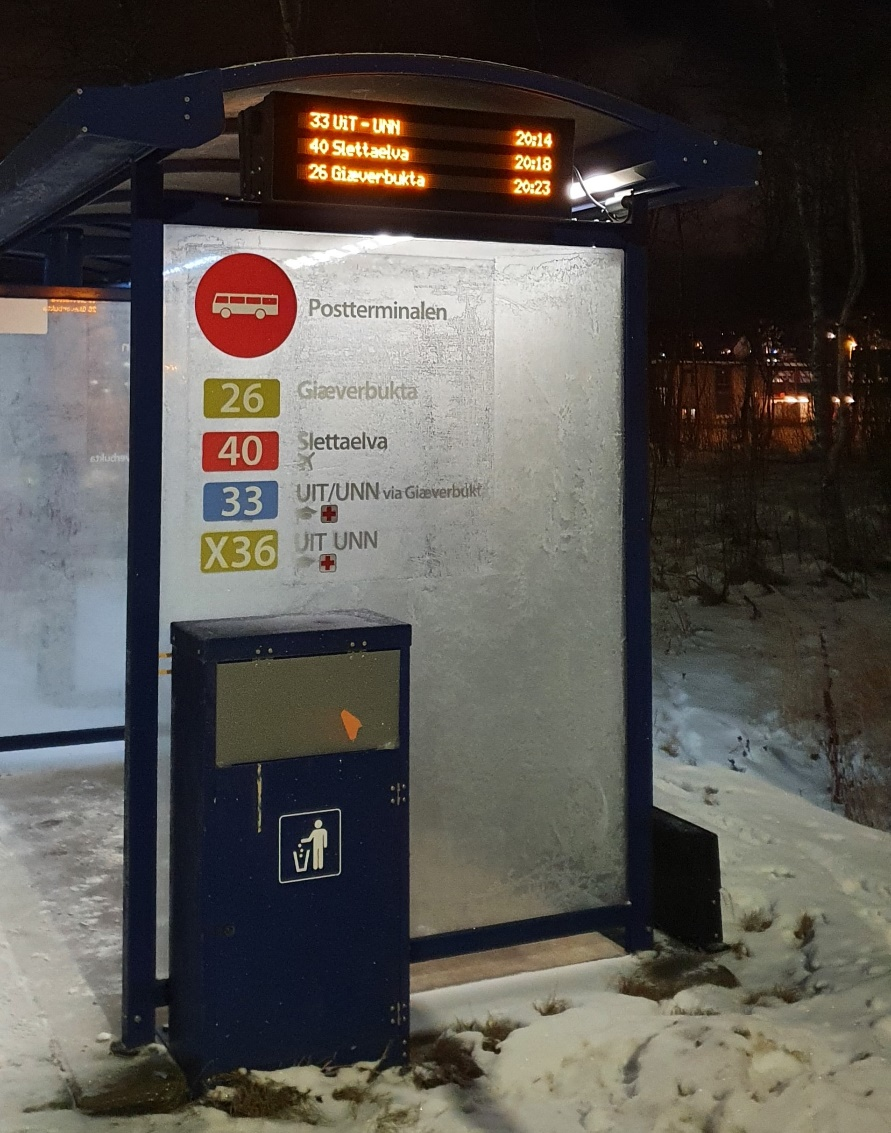 33 UiT - UNN 20:14
40 Slettaelva 20:18
26 Giæverbukta 20:23
Postterminalen
26 Giæverbukta
40 Slettaelva
33 UIT/UNN via Giæverbukt
X36 UIT UNN